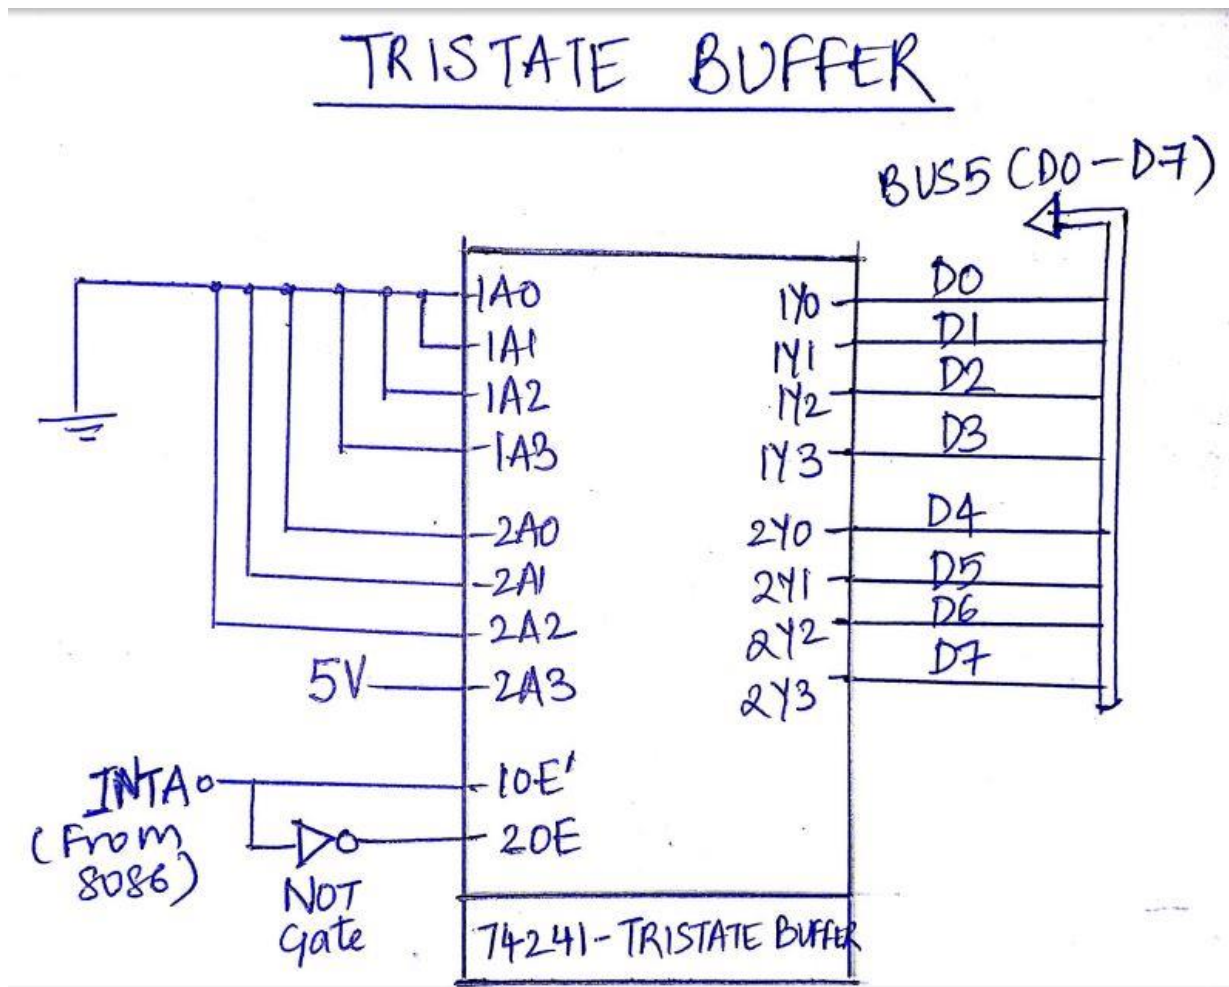 TRISTATE BUFFER
BUS5 (D0-D7)
1A0
1A1
1A2
1A3
2A0
2A1
2A2
5V
2A3
INTA
(From
8086)
1OE'
2OE
NOT
Gate
1Y0
1Y1
1Y2
1Y3
2Y0
2Y1
2Y2
2Y3
D0
D1
D2
D3
D4
D5
D6
D7
74241-TRISTATE BUFFER